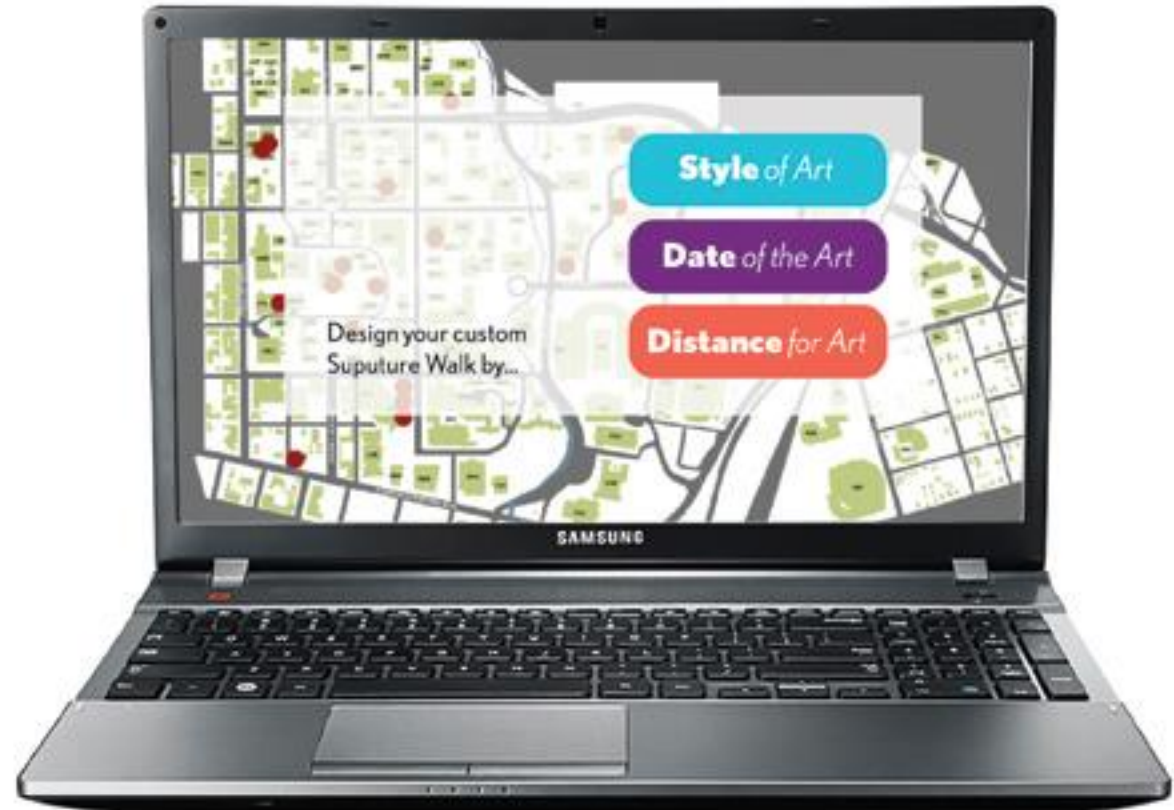 Style of Art
Date of the Art
Distance for Art
Design your custom
Suputure Walk by...
SAMSUNG